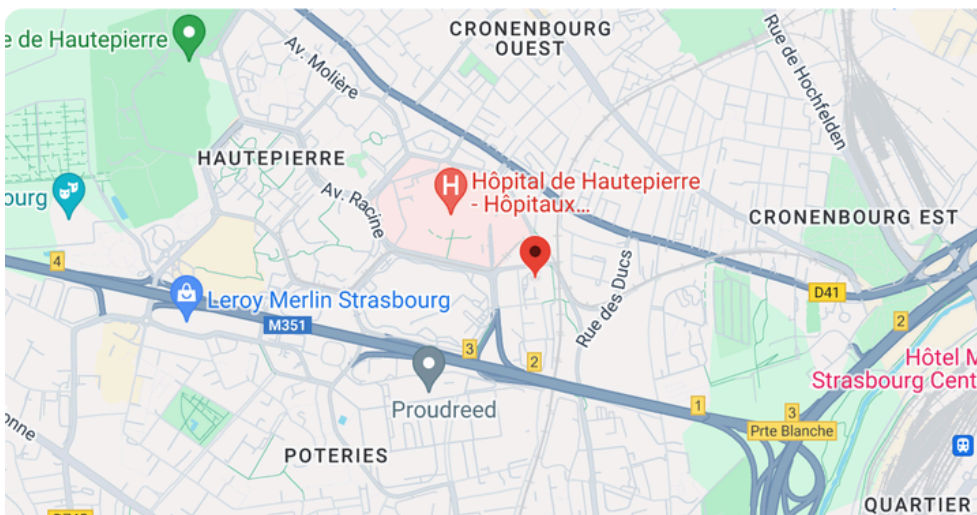 CRONENBOURG
OUEST
e de Hautepierre
Av. Molière
Rue de Hochfelden
HAUTEPIERRE
H
Hôpital de Hautepierre
- Hôpitaux...
ourg
Av. Racine
CRONENBOURG EST
4
Leroy Merlin Strasbourg
M351
Rue des Ducs
D41
2
3
2
Hôtel M
Strasbourg Cent
Proudreed
1
3
Prte Blanche
onne
POTERIES
QUARTIER